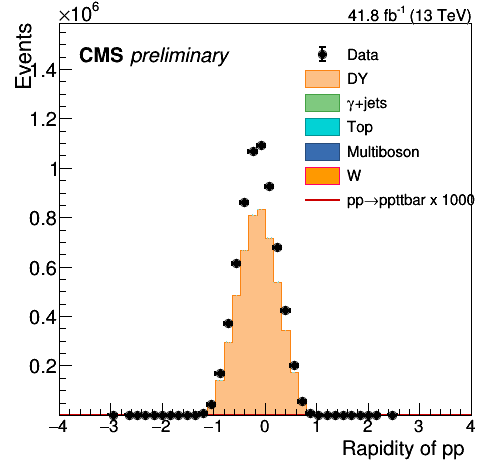 ×10⁶
41.8 fb⁻¹ (13 TeV)
Events
CMS preliminary
Data
DY
γ+jets
Top
Multiboson
W
pp→ppttbar x 1000
1.4
1.2
1
0.8
0.6
0.4
0.2
−4 −3 −2 −1 0 1 2 3 4
Rapidity of pp